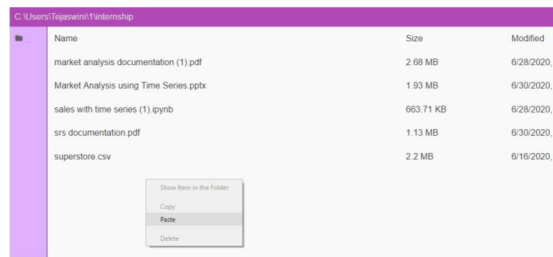 C:\Users\Tejaswini\1\internship
Name Size Modified
market analysis documentation (1).pdf 2.68 MB 6/28/2020,
Market Analysis using Time Series.pptx 1.93 MB 6/30/2020,
sales with time series (1).ipynb 663.71 KB 6/28/2020,
srs documentation.pdf 1.13 MB 6/30/2020,
superstore.csv 2.2 MB 6/16/2020,
Show Item in the Folder
Copy
Paste
Delete